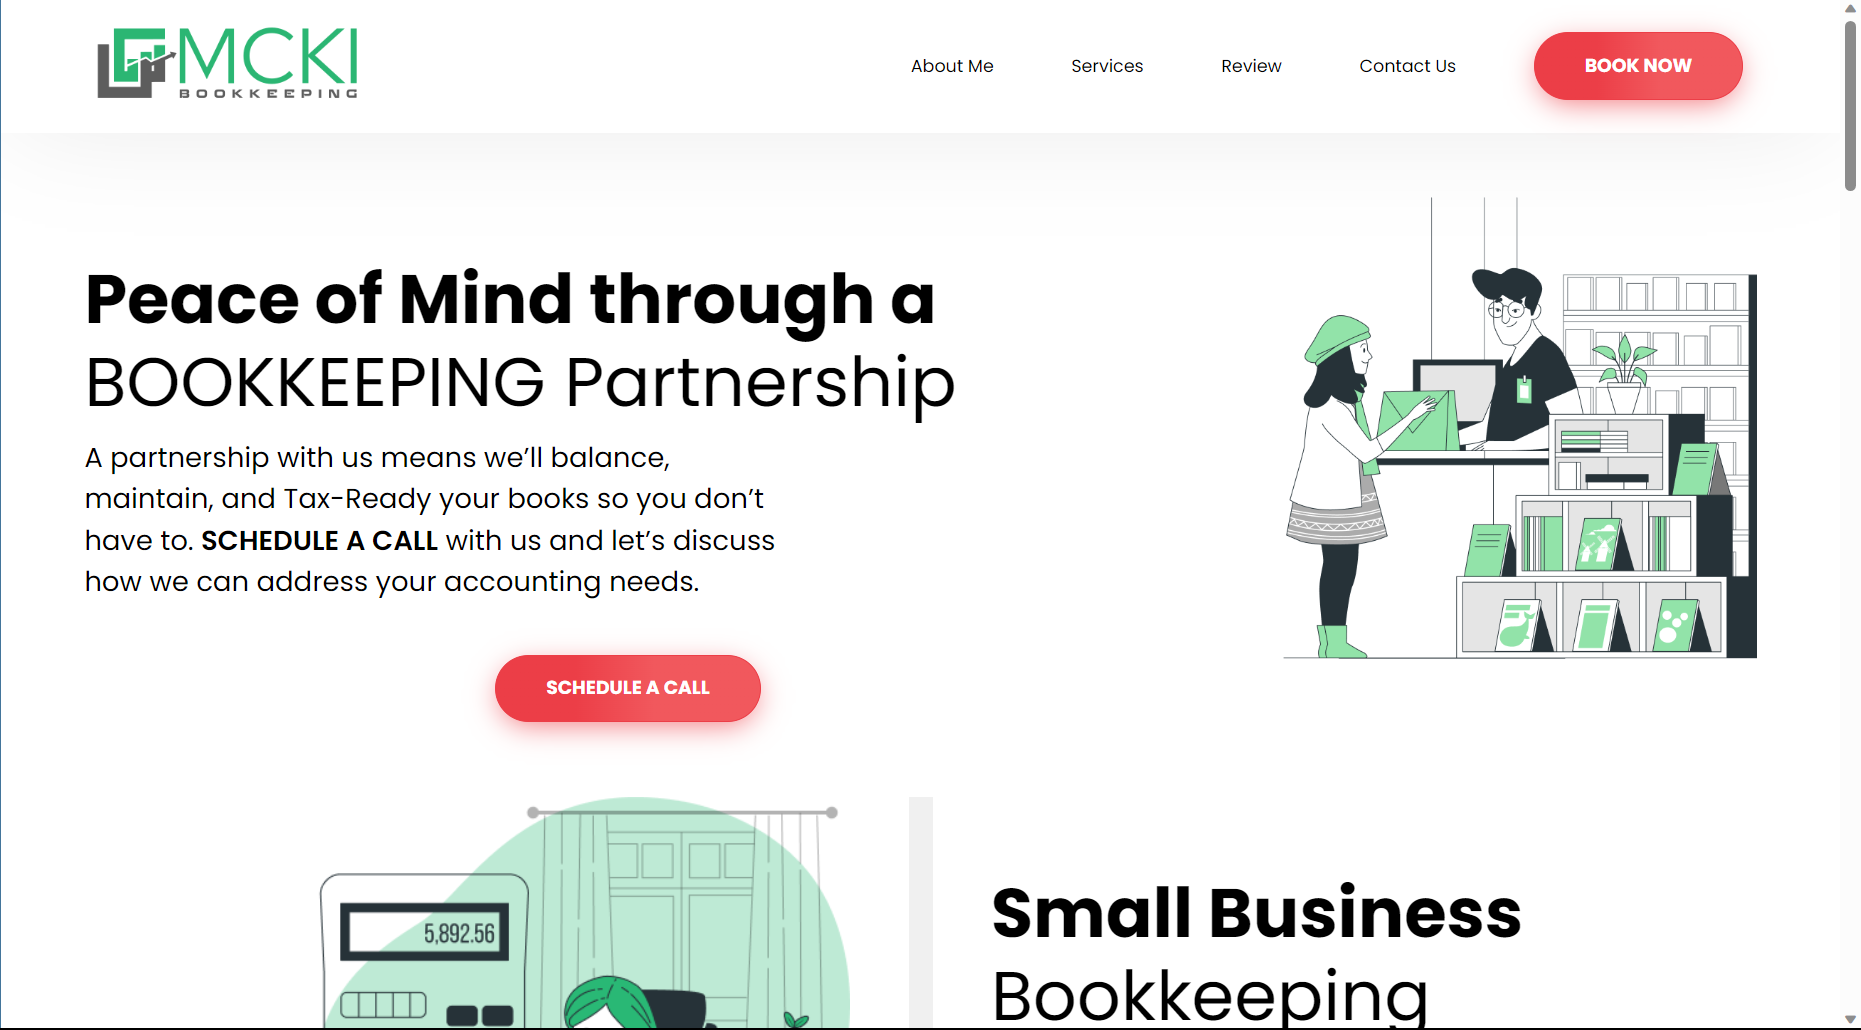 MCKI
BOOKKEEPING
About Me
Services
Review
Contact Us
BOOK NOW
Peace of Mind through a
BOOKKEEPING Partnership
A partnership with us means we’ll balance,
maintain, and Tax-Ready your books so you don’t
have to. SCHEDULE A CALL with us and let’s discuss
how we can address your accounting needs.
SCHEDULE A CALL
5,892.56
Small Business
Bookkeeping